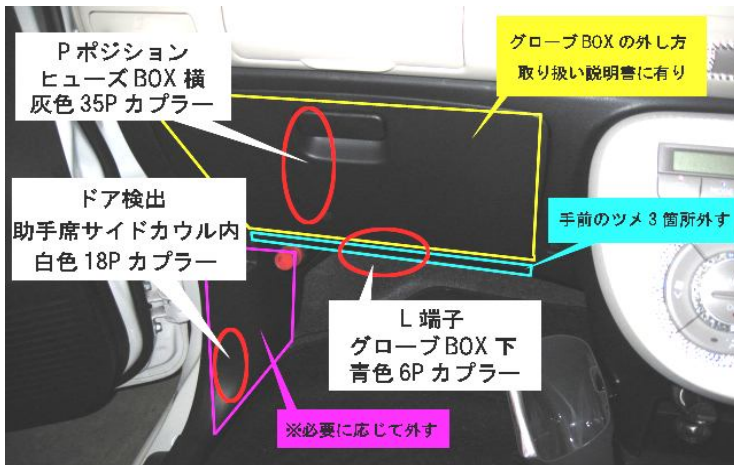 Pポジション
ヒューズBOX横
灰色35Pカプラー
グローブBOXの外し方
取り扱い説明書に有り
ドア検出
助手席サイドカウル内
白色18Pカプラー
手前のツメ3箇所外す
L端子
グローブBOX下
青色6Pカプラー
※必要に応じて外す